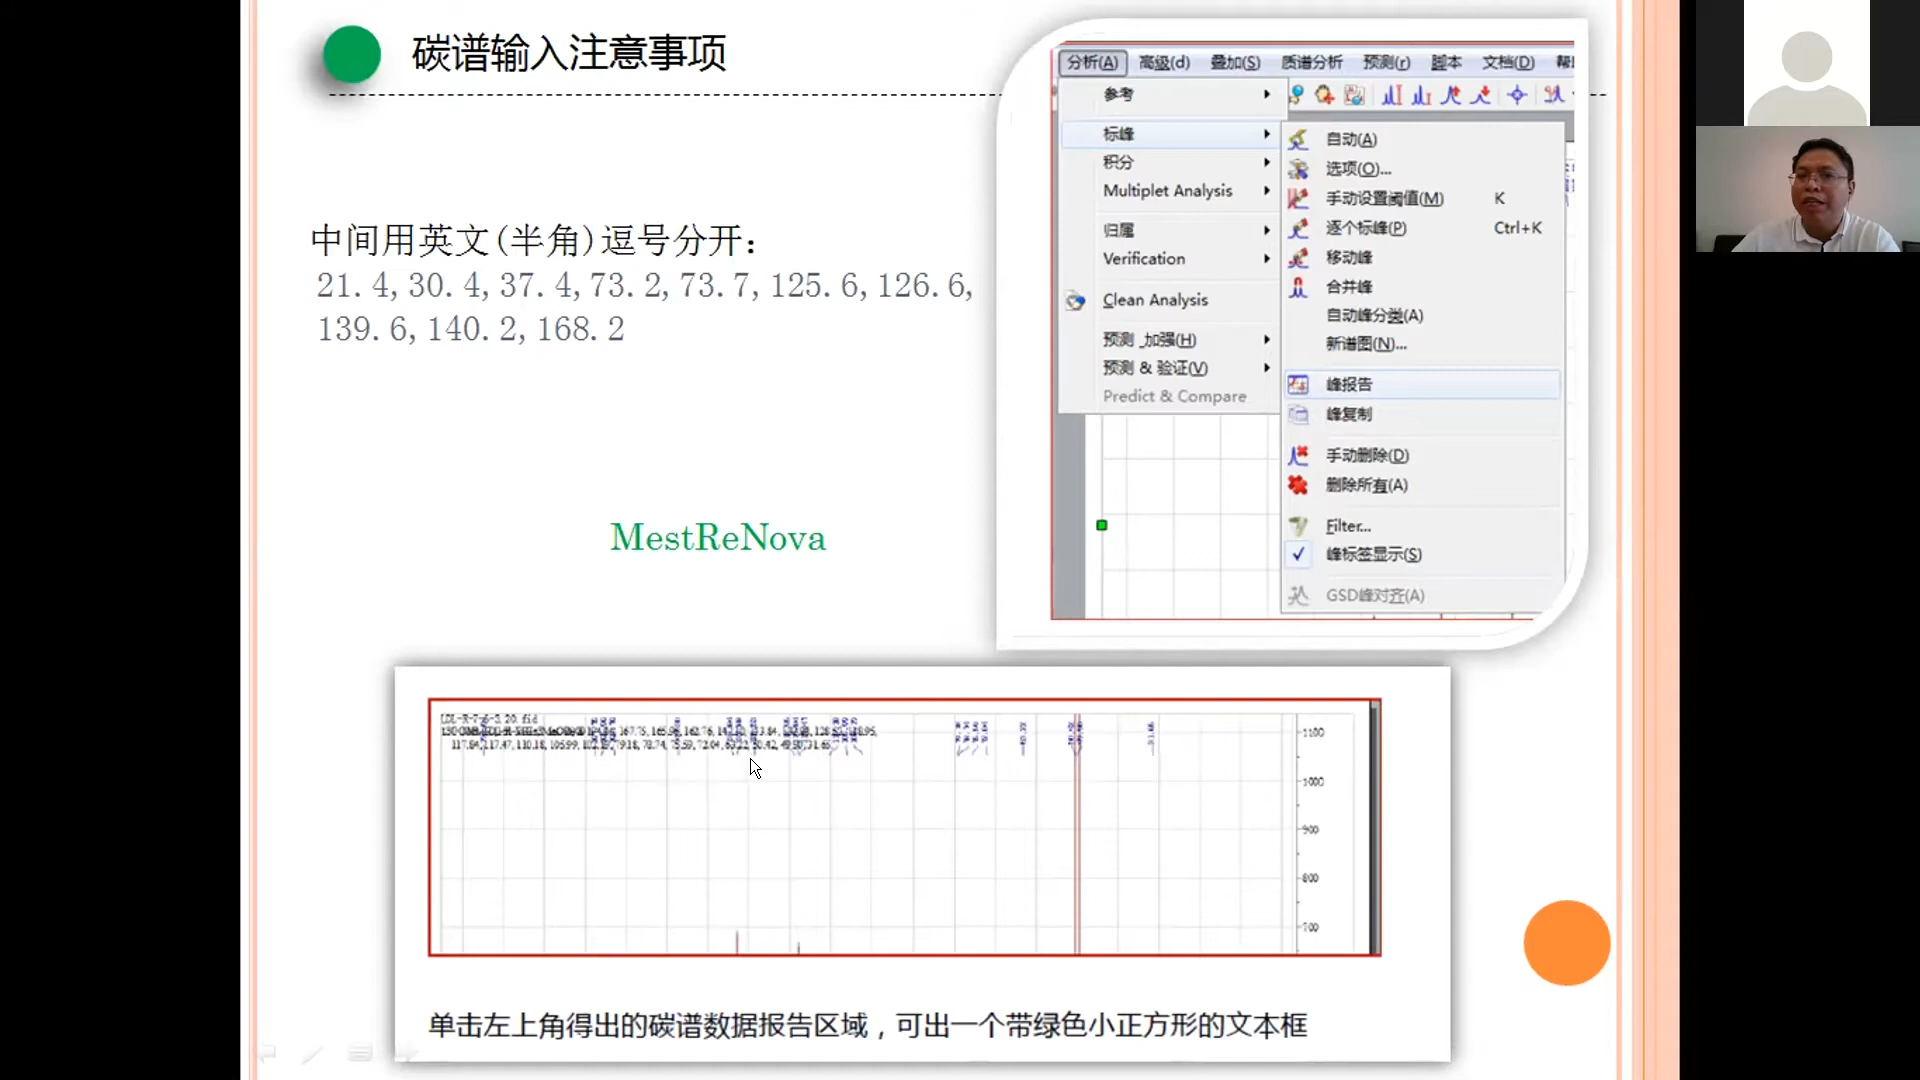 碳谱输入注意事项
中间用英文(半角)逗号分开：
21.4,30.4,37.4,73.2,73.7,125.6,126.6,
139.6,140.2,168.2
MestReNova
分析(A) 高级(d) 叠加(S) 质谱分析 预测(r) 脚本 文档(D)
参考
标峰
积分
Multiplet Analysis
归属
Verification
Clean Analysis
预测_加强(H)
预测 & 验证(V)
Predict & Compare
自动(A)
选项(O)...
手动设置阈值(M) K
逐个标峰(P) Ctrl+K
移动峰
合并峰
自动峰分类(A)
新谱图(N)...
峰报告
峰复制
手动删除(D)
删除所有(A)
Filter...
峰标签显示(S)
GSD峰对齐(A)
1100
1000
900
800
700
单击左上角得出的碳谱数据报告区域，可出一个带绿色小正方形的文本框